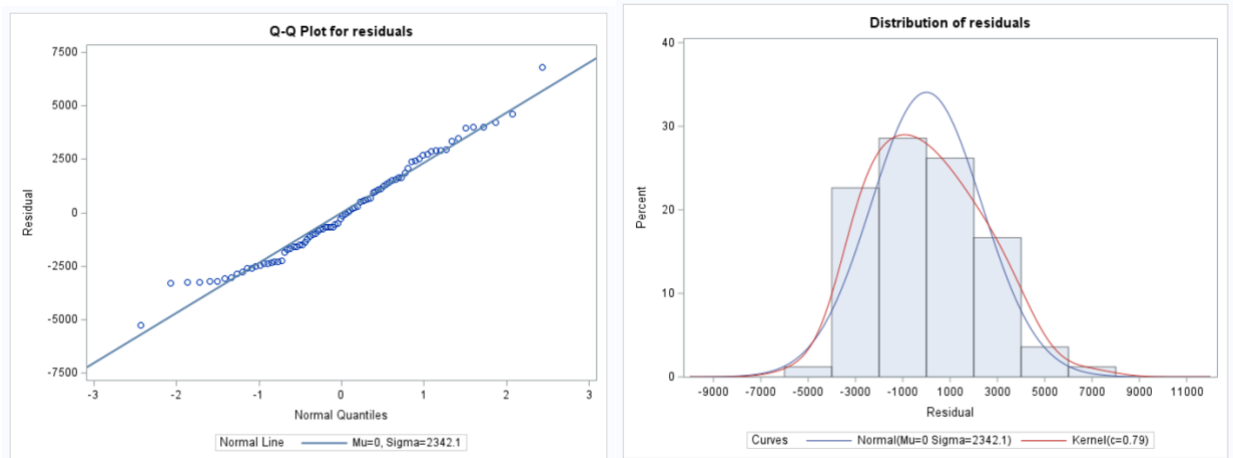 Q-Q Plot for residuals
7500
5000
2500
0
-2500
-5000
-7500
Residual
-3 -2 -1 0 1 2 3
Normal Quantiles
Normal Line Mu=0, Sigma=2342.1
Distribution of residuals
40
30
20
10
0
Percent
-9000 -7000 -5000 -3000 -1000 1000 3000 5000 7000 9000 11000
Residual
Curves Normal(Mu=0 Sigma=2342.1) Kernel(c=0.79)